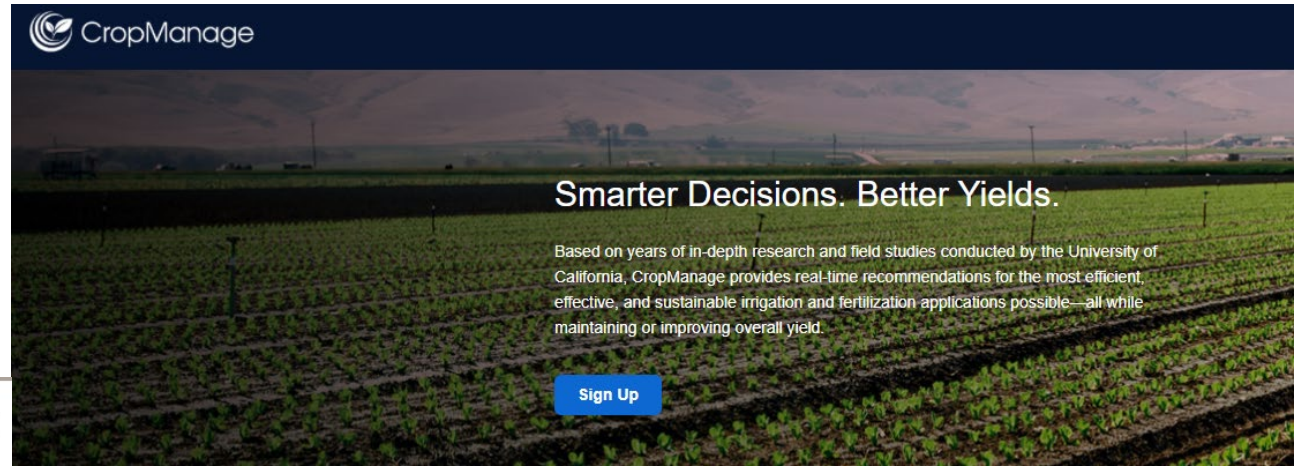 CropManage
Smarter Decisions. Better Yields.
Based on years of in-depth research and field studies conducted by the University of
California, CropManage provides real-time recommendations for the most efficient,
effective, and sustainable irrigation and fertilization applications possible—all while
maintaining or improving overall yield.
Sign Up